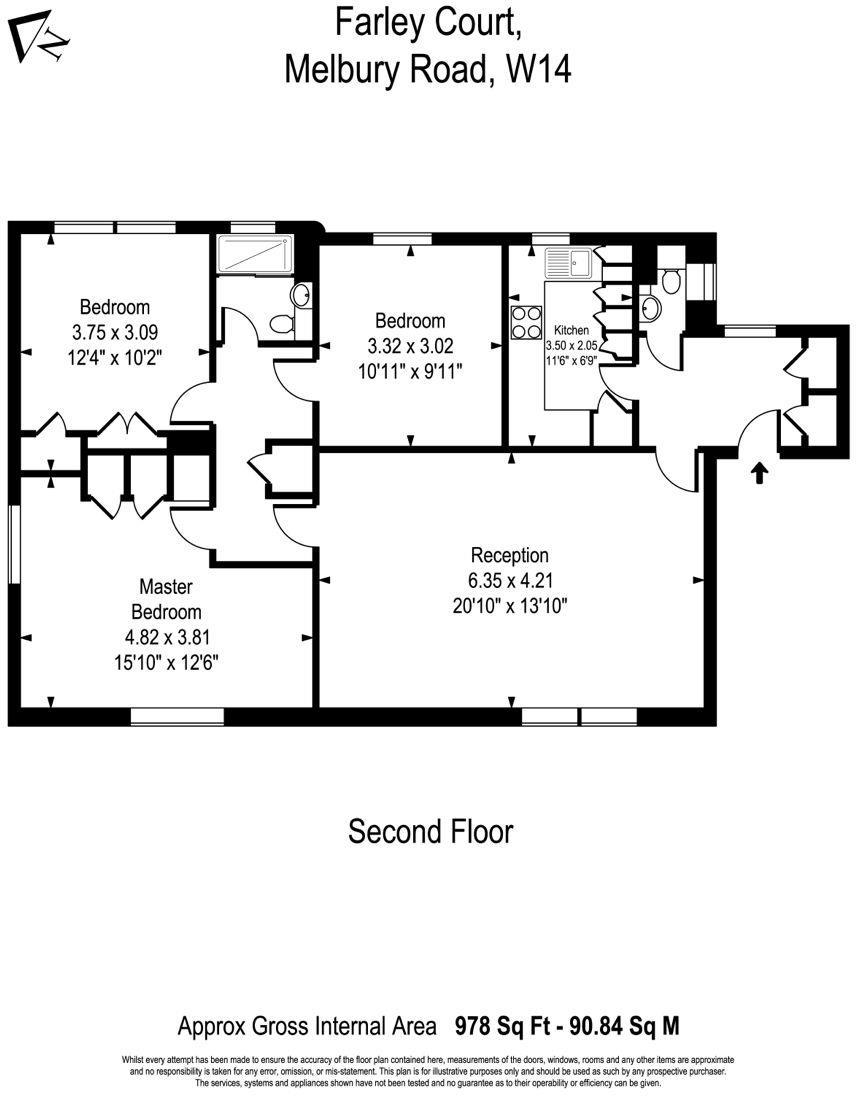 N
Farley Court,
Melbury Road, W14
Bedroom
3.75 x 3.09
12'4" x 10'2"
Bedroom
3.32 x 3.02
10'11" x 9'11"
Kitchen
3.50 x 2.05
11'6" x 6'9"
Reception
6.35 x 4.21
20'10" x 13'10"
Master
Bedroom
4.82 x 3.81
15'10" x 12'6"
Second Floor
Approx Gross Internal Area 978 Sq Ft - 90.84 Sq M
Whilst every attempt has been made to ensure the accuracy of the floor plan contained here, measurements of the doors, windows, rooms and any other items are approximate
and no responsibility is taken for any error, omission, or mis-statement. This plan is for illustrative purposes only and should be used as such by any prospective purchaser.
The services, systems and appliances shown have not been tested and no guarantee as to their operability or efficiency can be given.